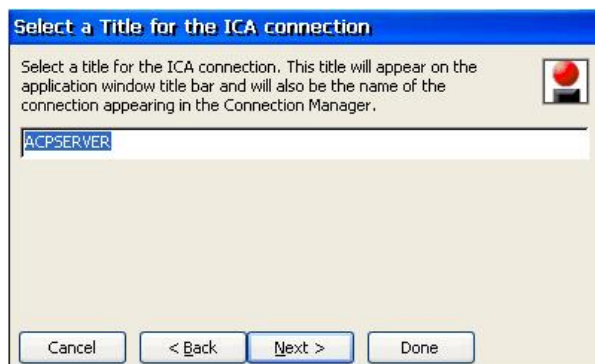 Select a Title for the ICA connection
Select a title for the ICA connection. This title will appear on the
application window title bar and will also be the name of the
connection appearing in the Connection Manager.
ACPSERVER
Cancel
< Back
Next >
Done